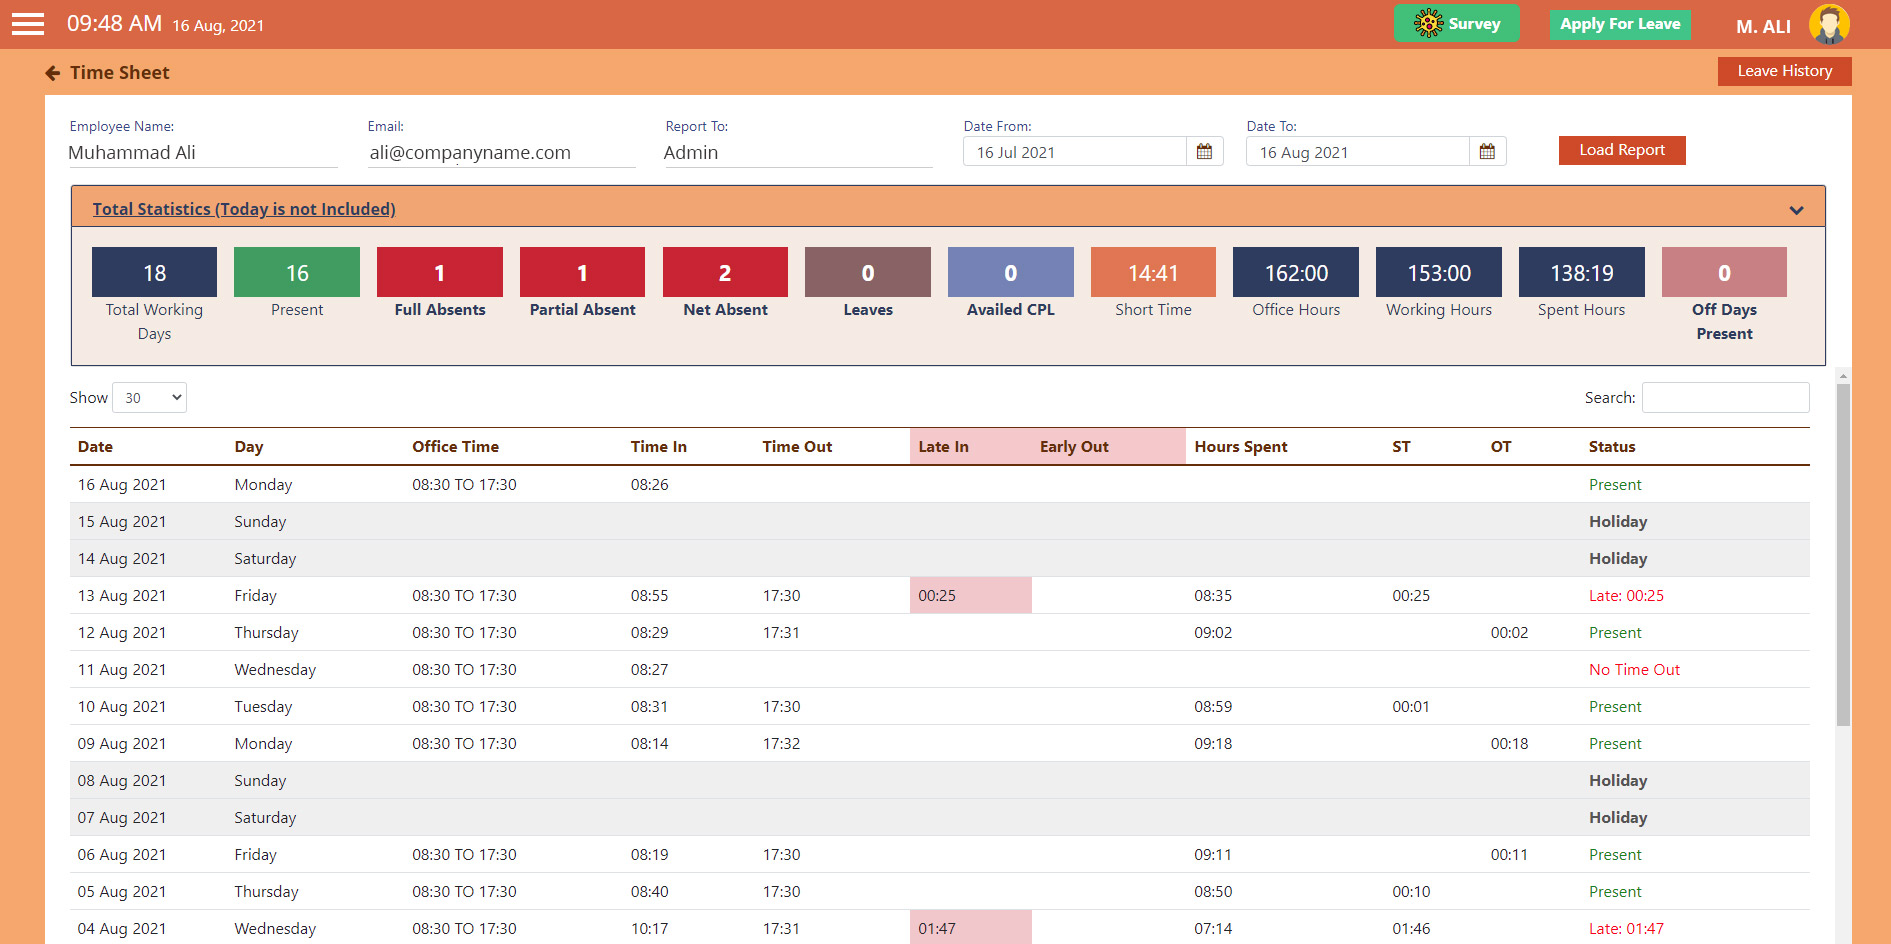 09:48 AM 16 Aug, 2021 Survey Apply For Leave M. ALI
Time Sheet Leave History
Employee Name: Email: Report To: Date From: Date To:
Muhammad Ali ali@companyname.com Admin 16 Jul 2021 16 Aug 2021 Load Report
Total Statistics (Today is not Included)
18 16 1 1 2 0 0 14:41 162:00 153:00 138:19 0
Total Working Present Full Absents Partial Absent Net Absent Leaves Availed CPL Short Time Office Hours Working Hours Spent Hours Off Days
Days Present
Show 30 Search:
Date Day Office Time Time In Time Out Late In Early Out Hours Spent ST OT Status
16 Aug 2021 Monday 08:30 TO 17:30 08:26 Present
15 Aug 2021 Sunday Holiday
14 Aug 2021 Saturday Holiday
13 Aug 2021 Friday 08:30 TO 17:30 08:55 17:30 00:25 08:35 00:25 Late: 00:25
12 Aug 2021 Thursday 08:30 TO 17:30 08:29 17:31 09:02 00:02 Present
11 Aug 2021 Wednesday 08:30 TO 17:30 08:27 No Time Out
10 Aug 2021 Tuesday 08:30 TO 17:30 08:31 17:30 08:59 00:01 Present
09 Aug 2021 Monday 08:30 TO 17:30 08:14 17:32 09:18 00:18 Present
08 Aug 2021 Sunday Holiday
07 Aug 2021 Saturday Holiday
06 Aug 2021 Friday 08:30 TO 17:30 08:19 17:30 09:11 00:11 Present
05 Aug 2021 Thursday 08:30 TO 17:30 08:40 17:30 08:50 00:10 Present
04 Aug 2021 Wednesday 08:30 TO 17:30 10:17 17:31 01:47 07:14 01:46 Late: 01:47